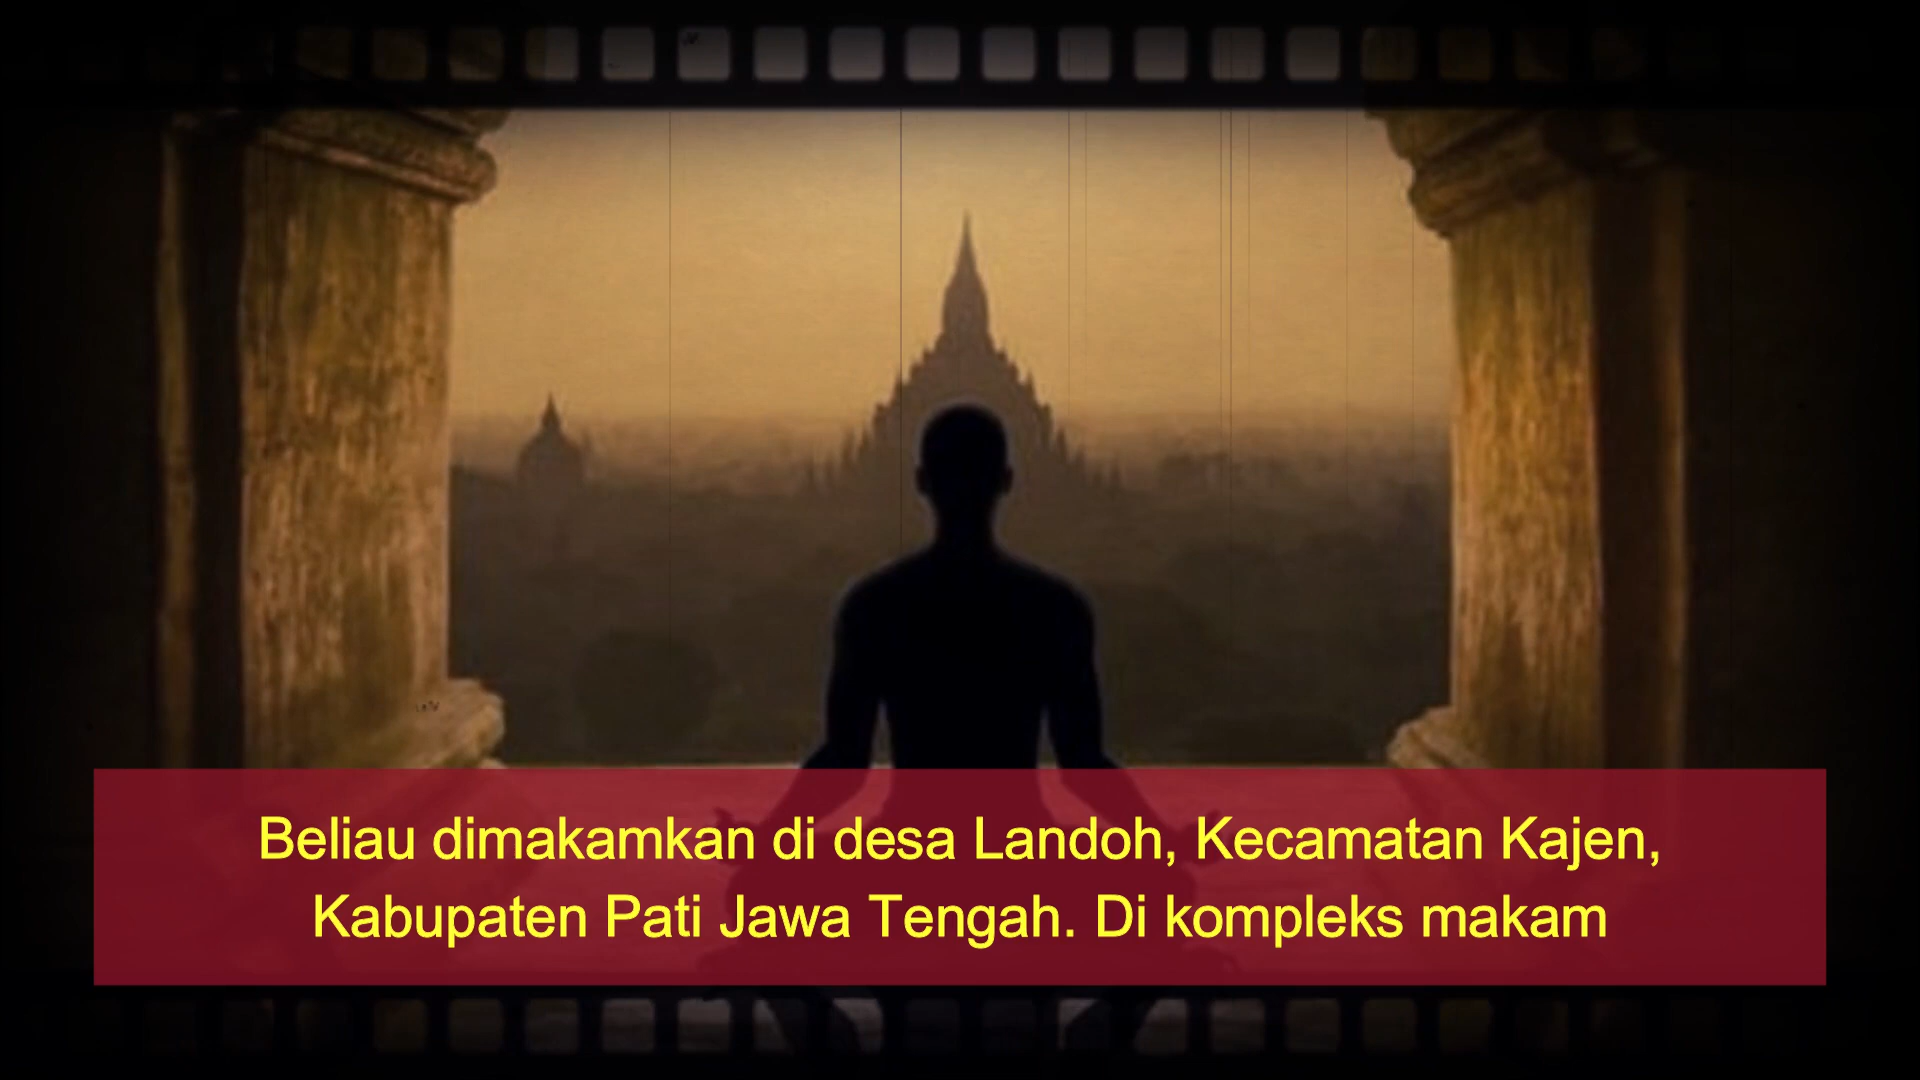 Beliau dimakamkan di desa Landoh, Kecamatan Kajen,
Kabupaten Pati Jawa Tengah. Di kompleks makam